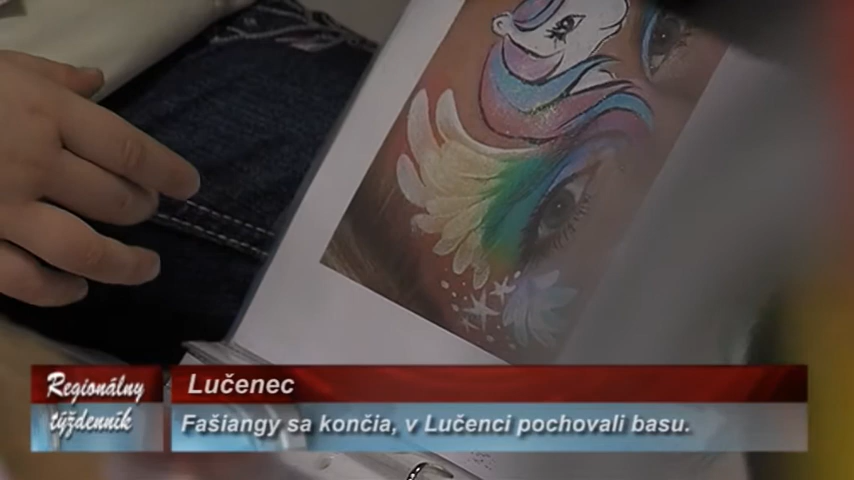 Regionálny
týždenník
Lučenec
Fašiangy sa končia, v Lučenci pochovali basu.